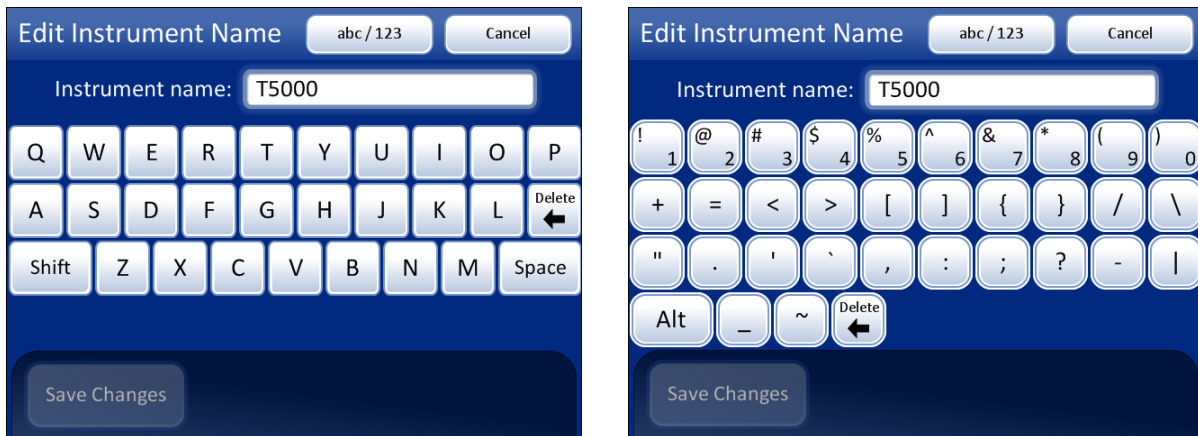 Edit Instrument Name abc / 123 Cancel
Instrument name: T5000
Q W E R T Y U I O P
A S D F G H J K L Delete
Shift Z X C V B N M Space
Save Changes
Edit Instrument Name abc / 123 Cancel
Instrument name: T5000
! 1 @ 2 # 3 $ 4 % 5 ^ 6 & 7 * 8 ( 9 ) 0
+ = < > [ ] { } / \
" . ' ` , : ; ? - |
Alt _ ~ Delete
Save Changes